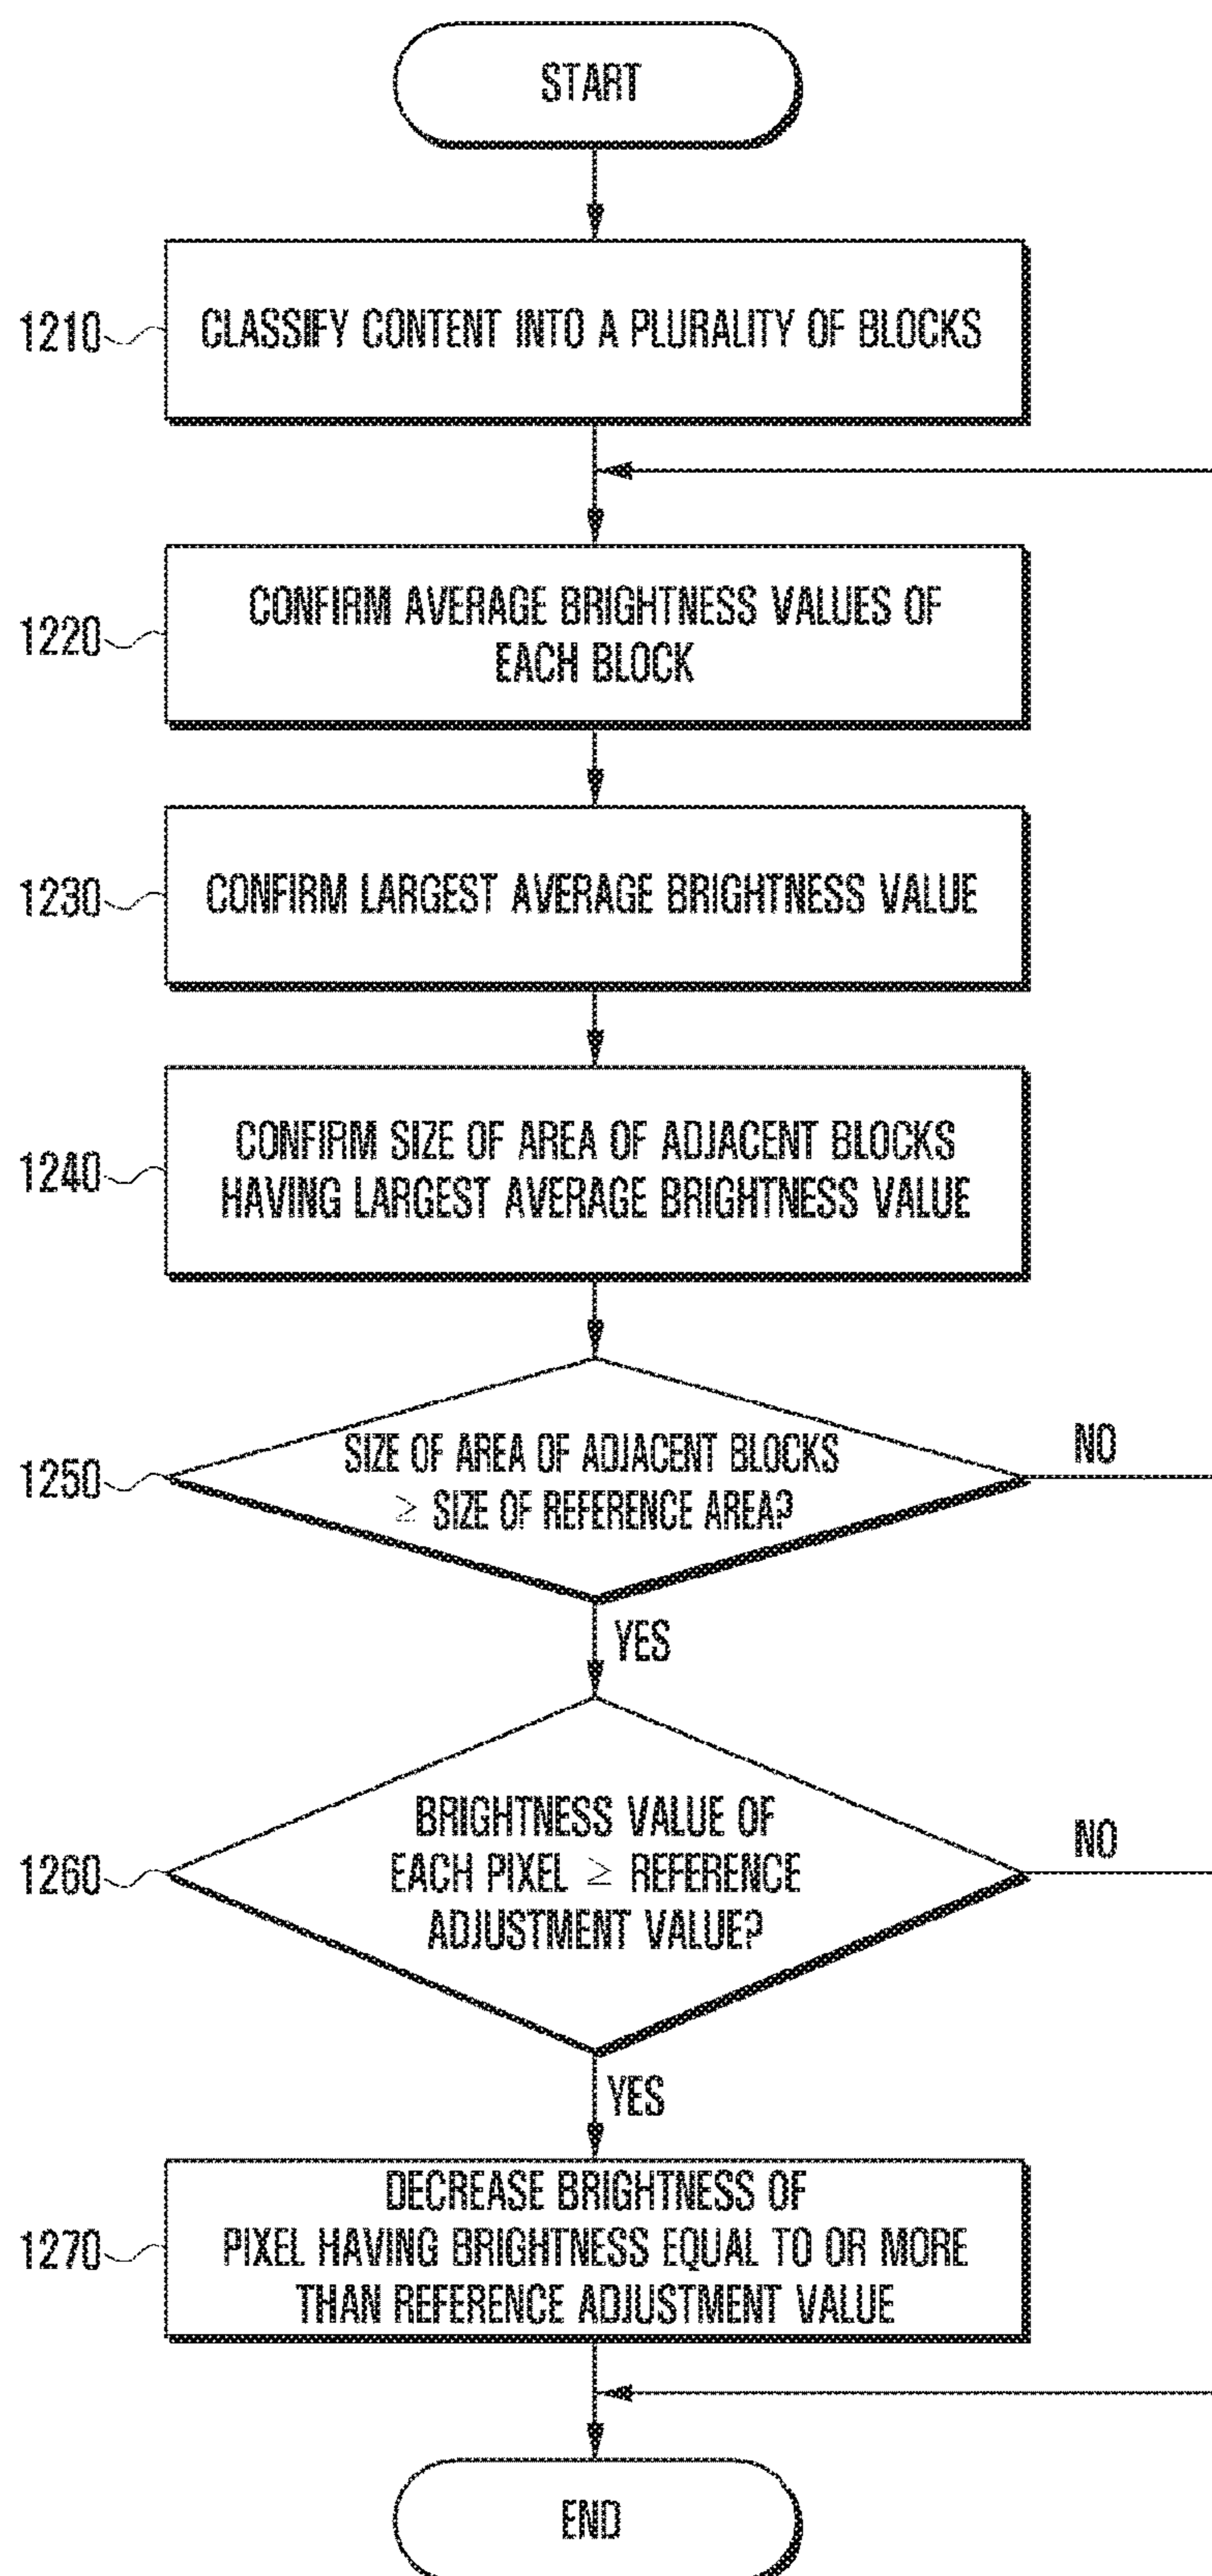 START
1210
CLASSIFY CONTENT INTO A PLURALITY OF BLOCKS
1220
CONFIRM AVERAGE BRIGHTNESS VALUES OF
EACH BLOCK
1230
CONFIRM LARGEST AVERAGE BRIGHTNESS VALUE
1240
CONFIRM SIZE OF AREA OF ADJACENT BLOCKS
HAVING LARGEST AVERAGE BRIGHTNESS VALUE
1250
SIZE OF AREA OF ADJACENT BLOCKS
≥ SIZE OF REFERENCE AREA?
NO
YES
1260
BRIGHTNESS VALUE OF
EACH PIXEL ≥ REFERENCE
ADJUSTMENT VALUE?
NO
YES
1270
DECREASE BRIGHTNESS OF
PIXEL HAVING BRIGHTNESS EQUAL TO OR MORE
THAN REFERENCE ADJUSTMENT VALUE
END